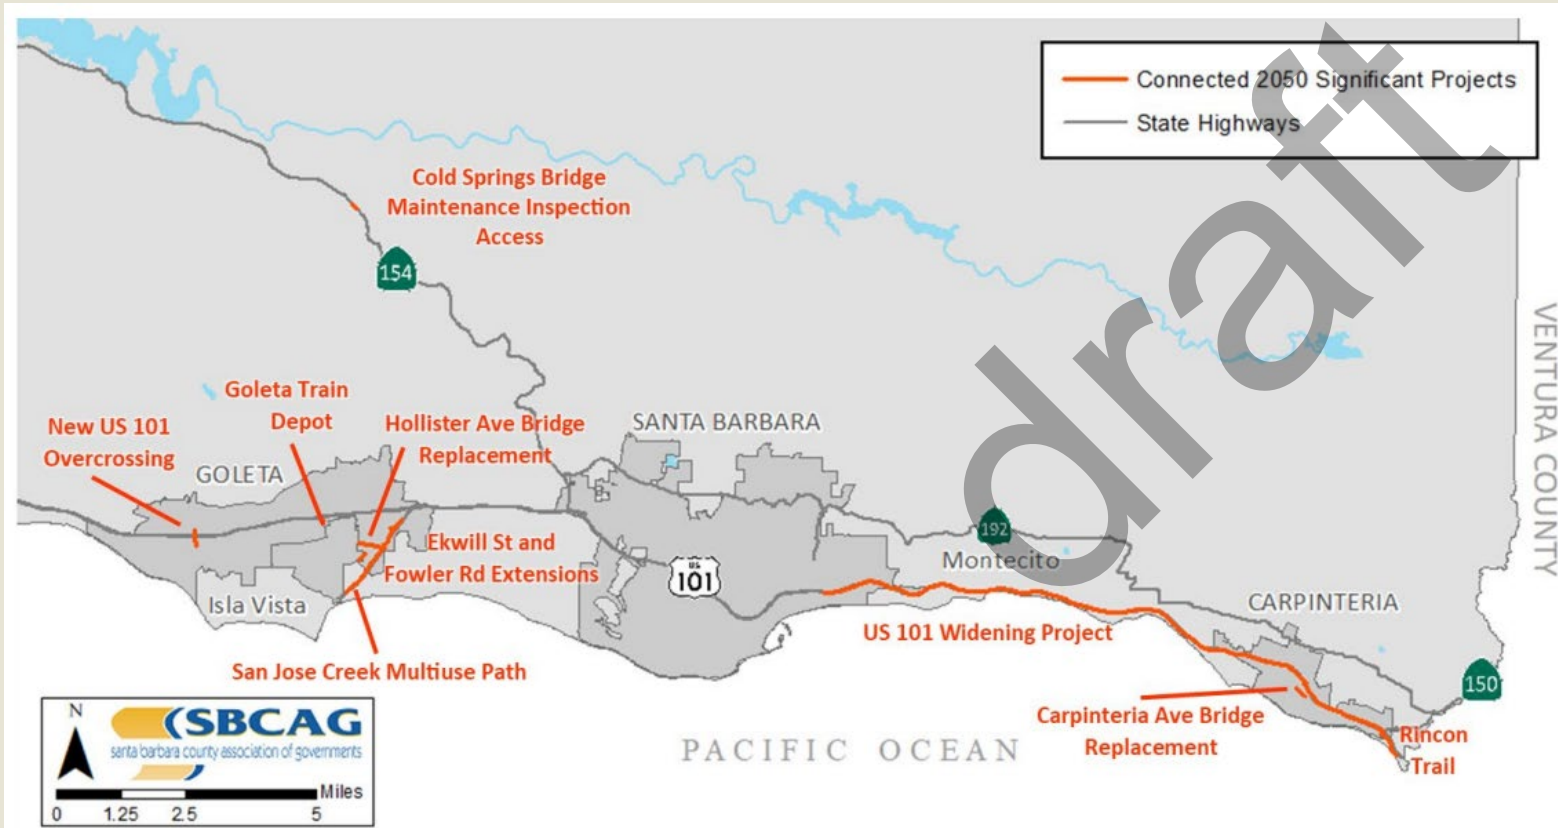 Connected 2050 Significant Projects
State Highways
draft
Cold Springs Bridge
Maintenance Inspection
Access
154
VENTURA COUNTY
Goleta Train
Depot
New US 101
Overcrossing
Hollister Ave Bridge
Replacement
GOLETA
SANTA BARBARA
Ekwill St and
Fowler Rd Extensions
Isla Vista
US
101
192
Montecito
CARPINTERIA
US 101 Widening Project
San Jose Creek Multiuse Path
150
Carpinteria Ave Bridge
Replacement
Rincon
Trail
PACIFIC OCEAN
N
SBCAG
santa barbara county association of governments
Miles
0 1.25 2.5 5